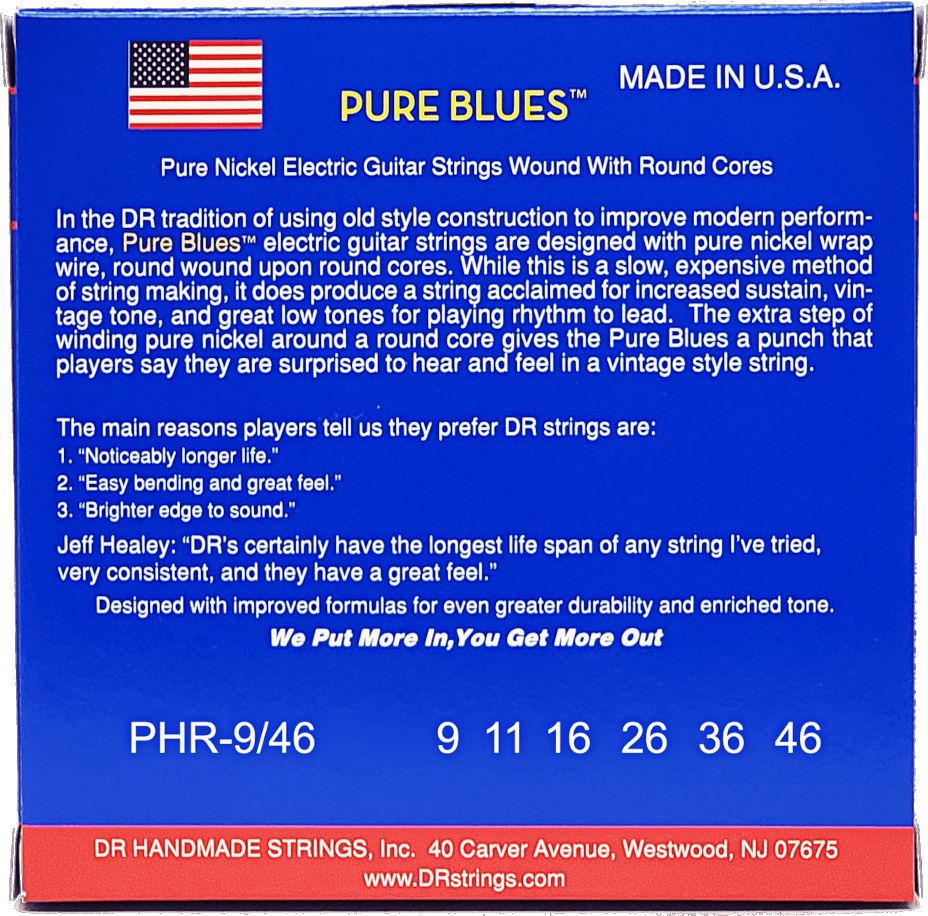 MADE IN U.S.A.
PURE BLUES™
Pure Nickel Electric Guitar Strings Wound With Round Cores
In the DR tradition of using old style construction to improve modern perform-
ance, Pure Blues™ electric guitar strings are designed with pure nickel wrap
wire, round wound upon round cores. While this is a slow, expensive method
of string making, it does produce a string acclaimed for increased sustain, vin-
tage tone, and great low tones for playing rhythm to lead. The extra step of
winding pure nickel around a round core gives the Pure Blues a punch that
players say they are surprised to hear and feel in a vintage style string.
The main reasons players tell us they prefer DR strings are:
1. “Noticeably longer life.”
2. “Easy bending and great feel.”
3. “Brighter edge to sound.”
Jeff Healey: “DR’s certainly have the longest life span of any string I’ve tried,
very consistent, and they have a great feel.”
Designed with improved formulas for even greater durability and enriched tone.
We Put More In,You Get More Out
PHR-9/46 9 11 16 26 36 46
DR HANDMADE STRINGS, Inc. 40 Carver Avenue, Westwood, NJ 07675
www.DRstrings.com